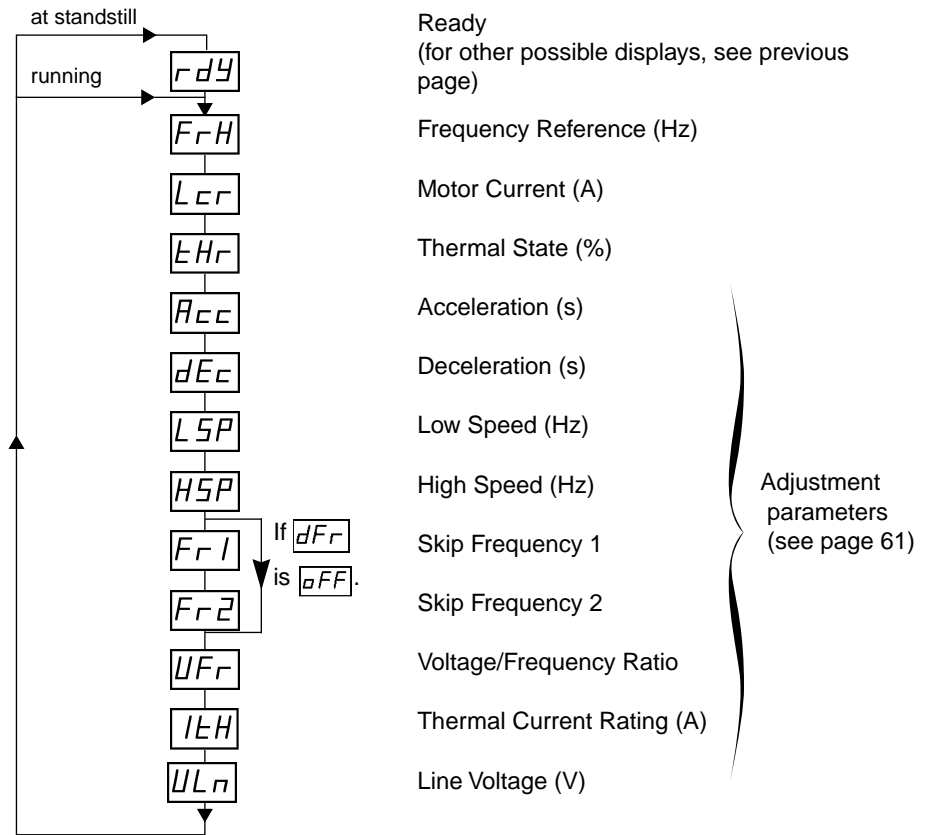 at standstill
Ready
(for other possible displays, see previous
page)
rdY
running
FrH
Frequency Reference (Hz)
Lcr
Motor Current (A)
tHr
Thermal State (%)
Acc
Acceleration (s)
dEc
Deceleration (s)
LSP
Low Speed (Hz)
HSP
High Speed (Hz)
If dFr
is oFF.
Fr1
Skip Frequency 1
Fr2
Skip Frequency 2
Adjustment
parameters
(see page 61)
UFr
Voltage/Frequency Ratio
ItH
Thermal Current Rating (A)
ULn
Line Voltage (V)